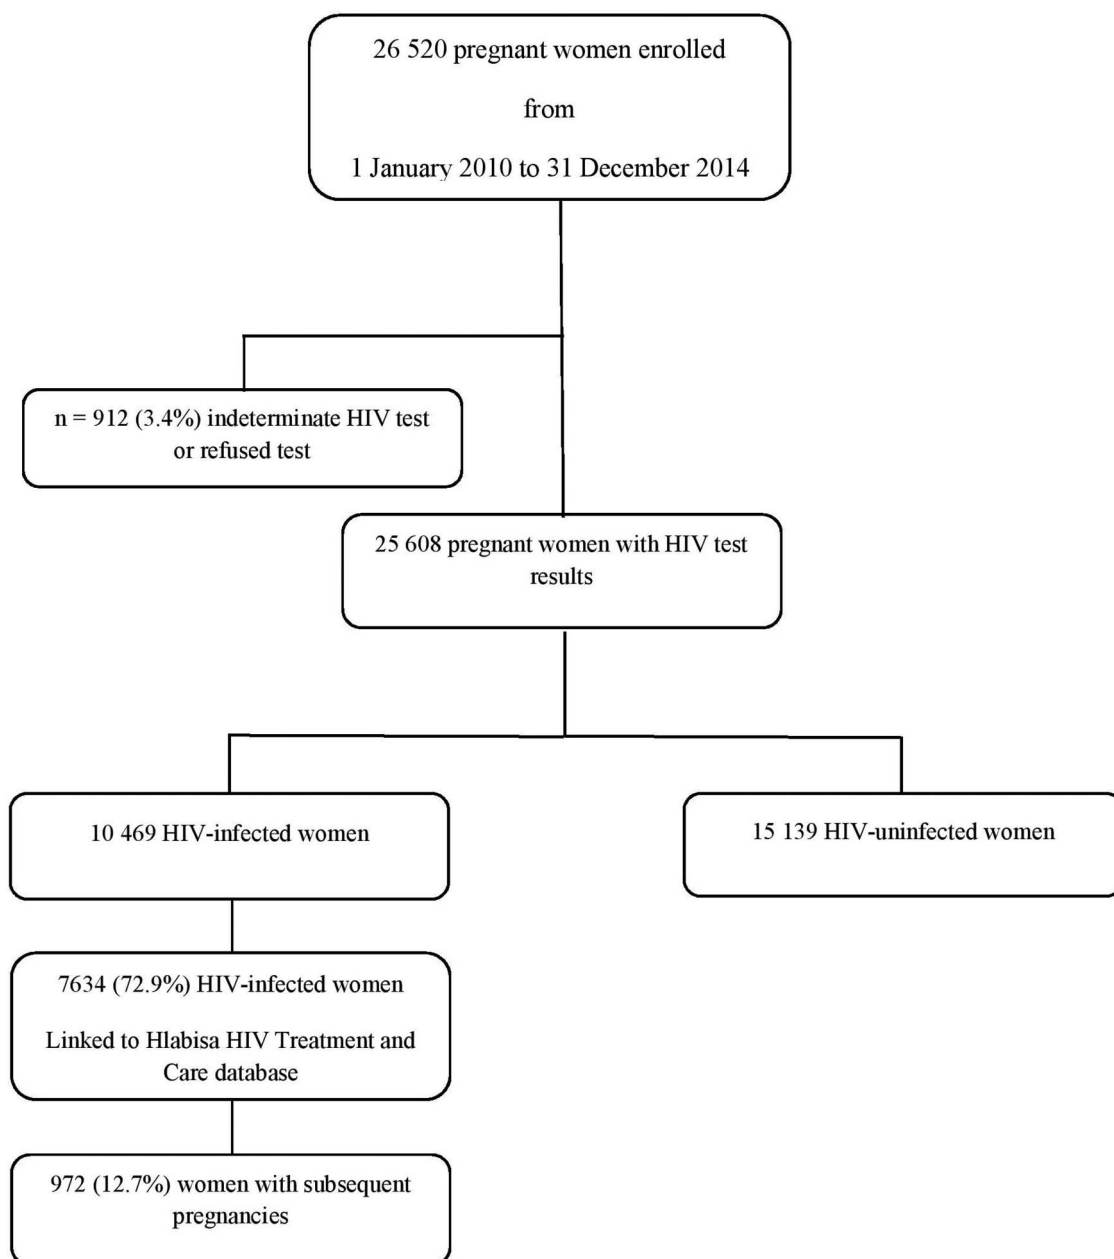 26 520 pregnant women enrolled
from
1 January 2010 to 31 December 2014
n = 912 (3.4%) indeterminate HIV test
or refused test
25 608 pregnant women with HIV test
results
10 469 HIV-infected women
15 139 HIV-uninfected women
7634 (72.9%) HIV-infected women
Linked to Hlabisa HIV Treatment and
Care database
972 (12.7%) women with subsequent
pregnancies